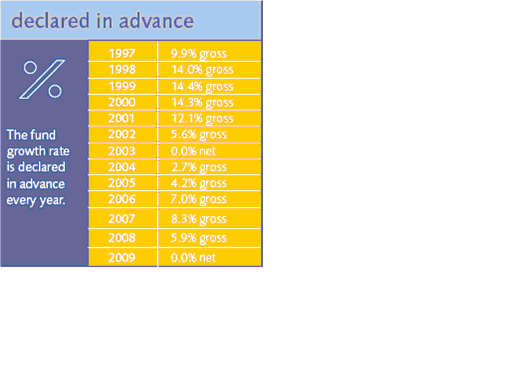 declared in advance
%
The fund
growth rate
is declared
in advance
every year.
1997 9.9% gross
1998 14.0% gross
1999 14.4% gross
2000 14.3% gross
2001 12.1% gross
2002 5.6% gross
2003 0.0% net
2004 2.7% gross
2005 4.2% gross
2006 7.0% gross
2007 8.3% gross
2008 5.9% gross
2009 0.0% net